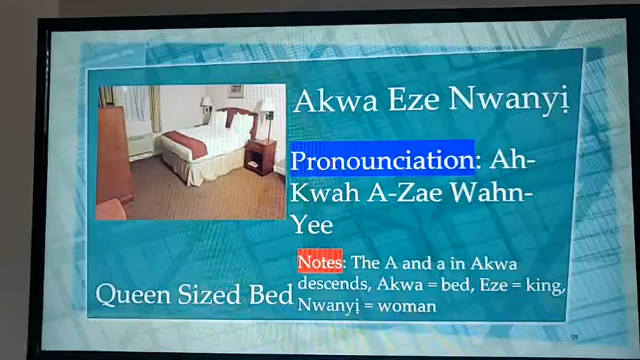 Akwa Eze Nwanyị
Pronounciation: Ah-
Kwah A-Zae Wahn-
Yee
Notes: The A and a in Akwa
descends, Akwa = bed, Eze = king,
Nwanyị = woman
Queen Sized Bed
95